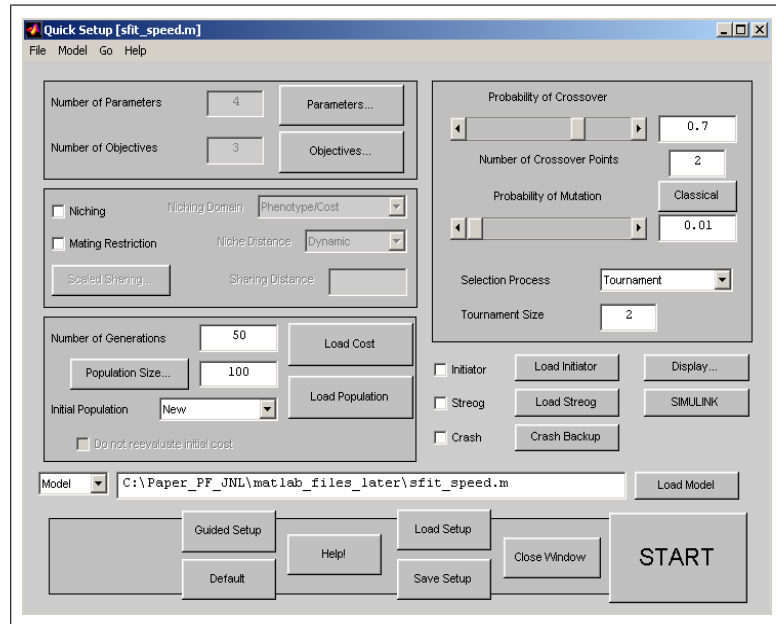 Quick Setup [sfit_speed.m]
File Model Go Help
Number of Parameters 4 Parameters...
Number of Objectives 3 Objectives...
Niching Niching Domain Phenotype/Cost
Mating Restriction Niche Distance Dynamic
Scaled Sharing... Sharing Distance
Number of Generations 50 Load Cost
Population Size... 100
Load Population
Initial Population New
Do not reevaluate initial cost
Probability of Crossover
0.7
Number of Crossover Points 2
Probability of Mutation Classical
0.01
Selection Process Tournament
Tournament Size 2
Initiator Load Initiator Display...
Streog Load Streog SIMULINK
Crash Crash Backup
Model C:\Paper_PF_JNL\matlab_files_later\sfit_speed.m Load Model
Guided Setup Load Setup
Help! Close Window START
Default Save Setup